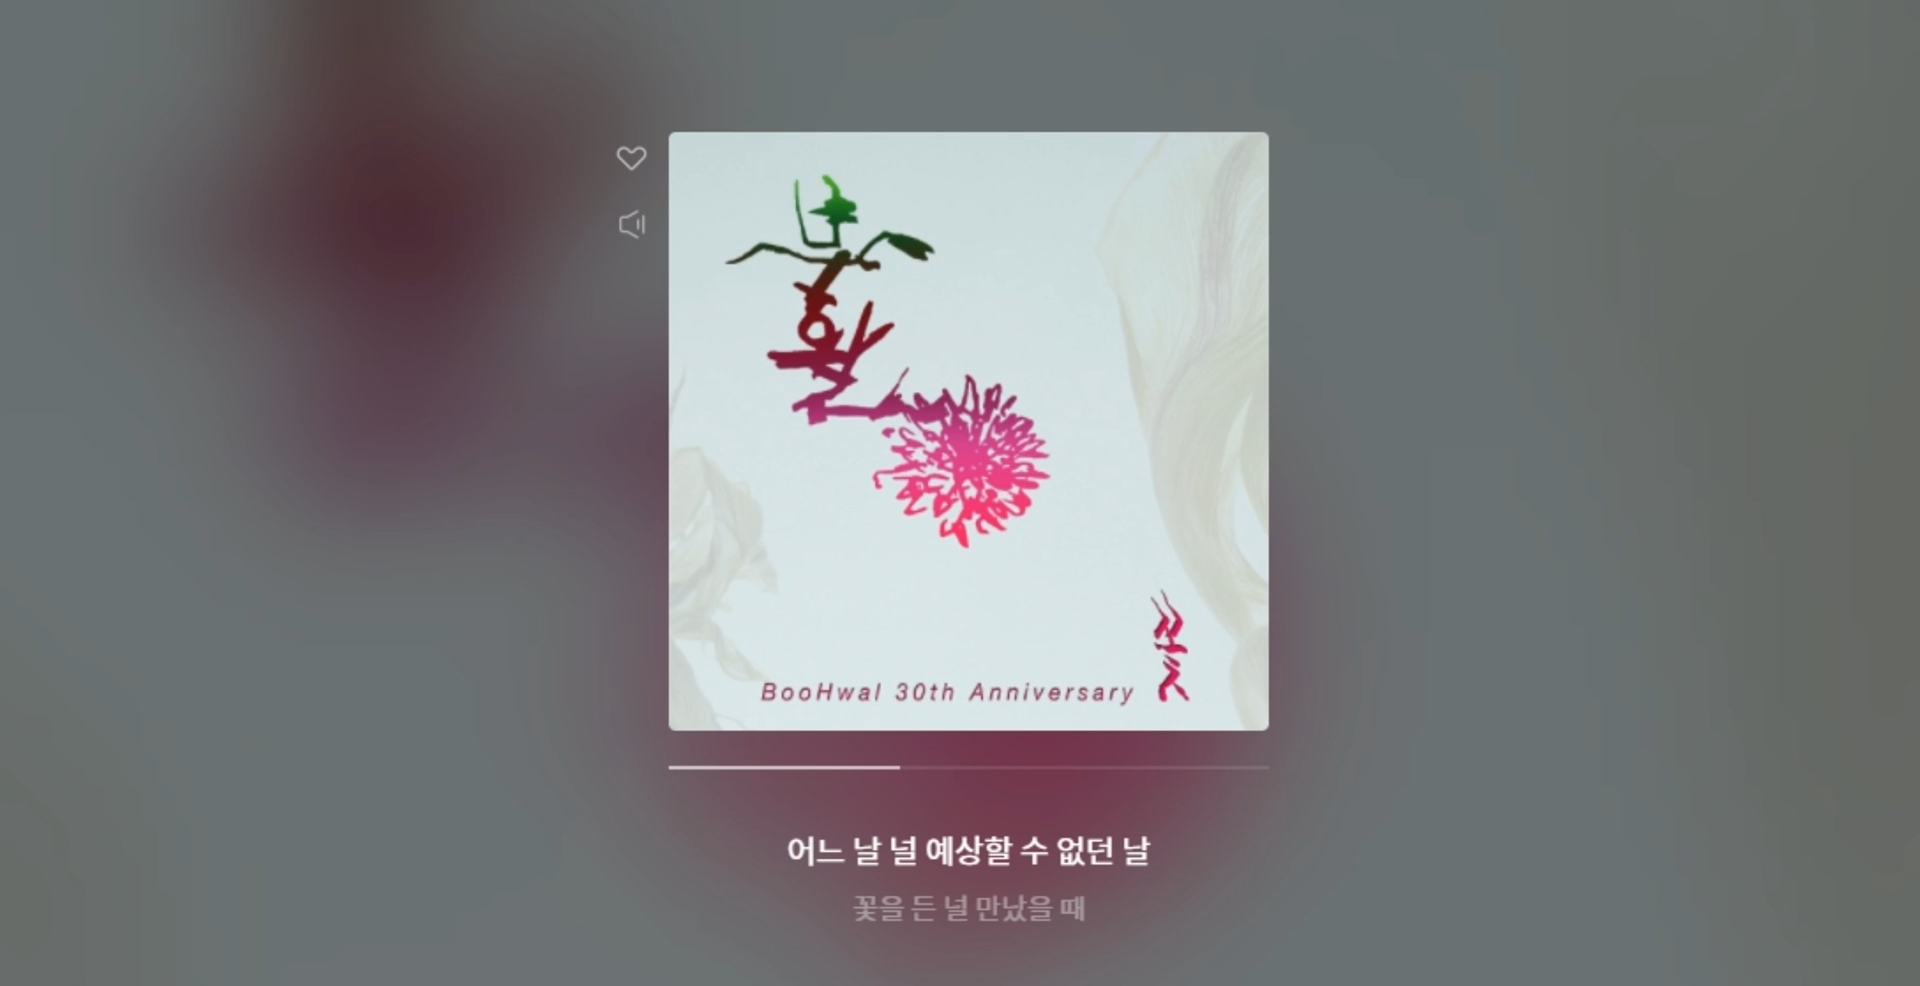 부활
BooHwal 30th Anniversary
꽃
어느 날 널 예상할 수 없던 날
꽃을 든 널 만났을 때